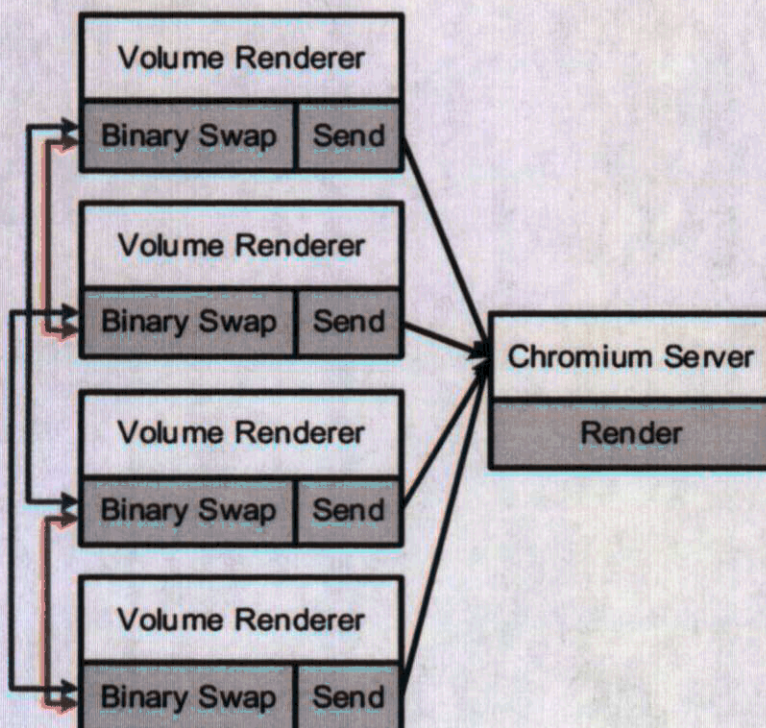 Volume Renderer
Binary Swap Send
Volume Renderer
Binary Swap Send
Chromium Server
Render
Volume Renderer
Binary Swap Send
Volume Renderer
Binary Swap Send